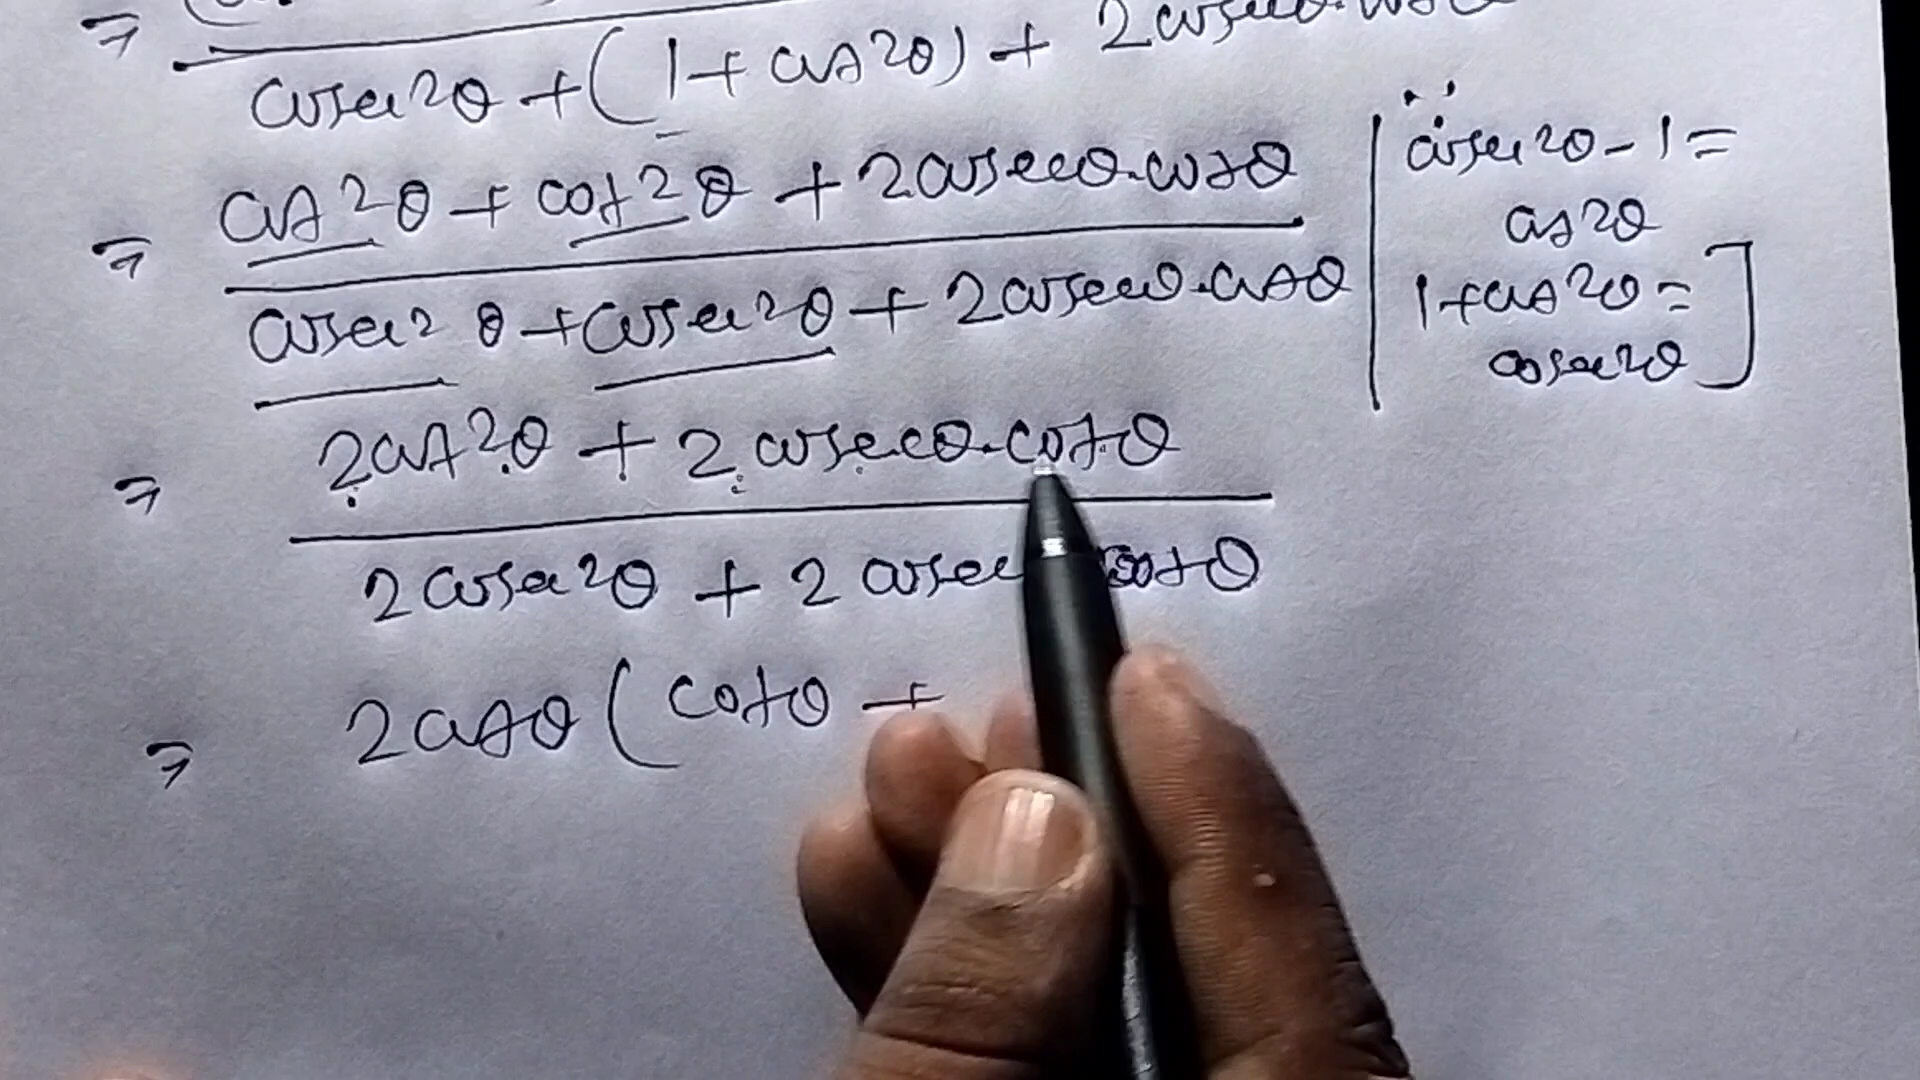 ⇒
cosec²θ + (1 + cot²θ) + 2cosecθ.cotθ
⇒ cot²θ + cot²θ + 2cosecθ.cotθ
cosec²θ + cosec²θ + 2cosecθ.cotθ
∵ cosec²θ - 1 =
cot²θ
1 + cot²θ =
cosec²θ ]
⇒ 2cot²θ + 2cosecθ.cotθ
2cosec²θ + 2cosec cotθ
⇒ 2cotθ (cotθ +